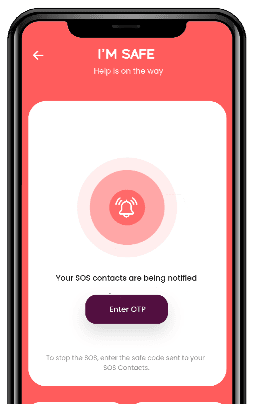 I'M SAFE
Help is on the way
Your SOS contacts are being notified
Enter OTP
To stop the SOS, enter the safe code sent to your
SOS Contacts.